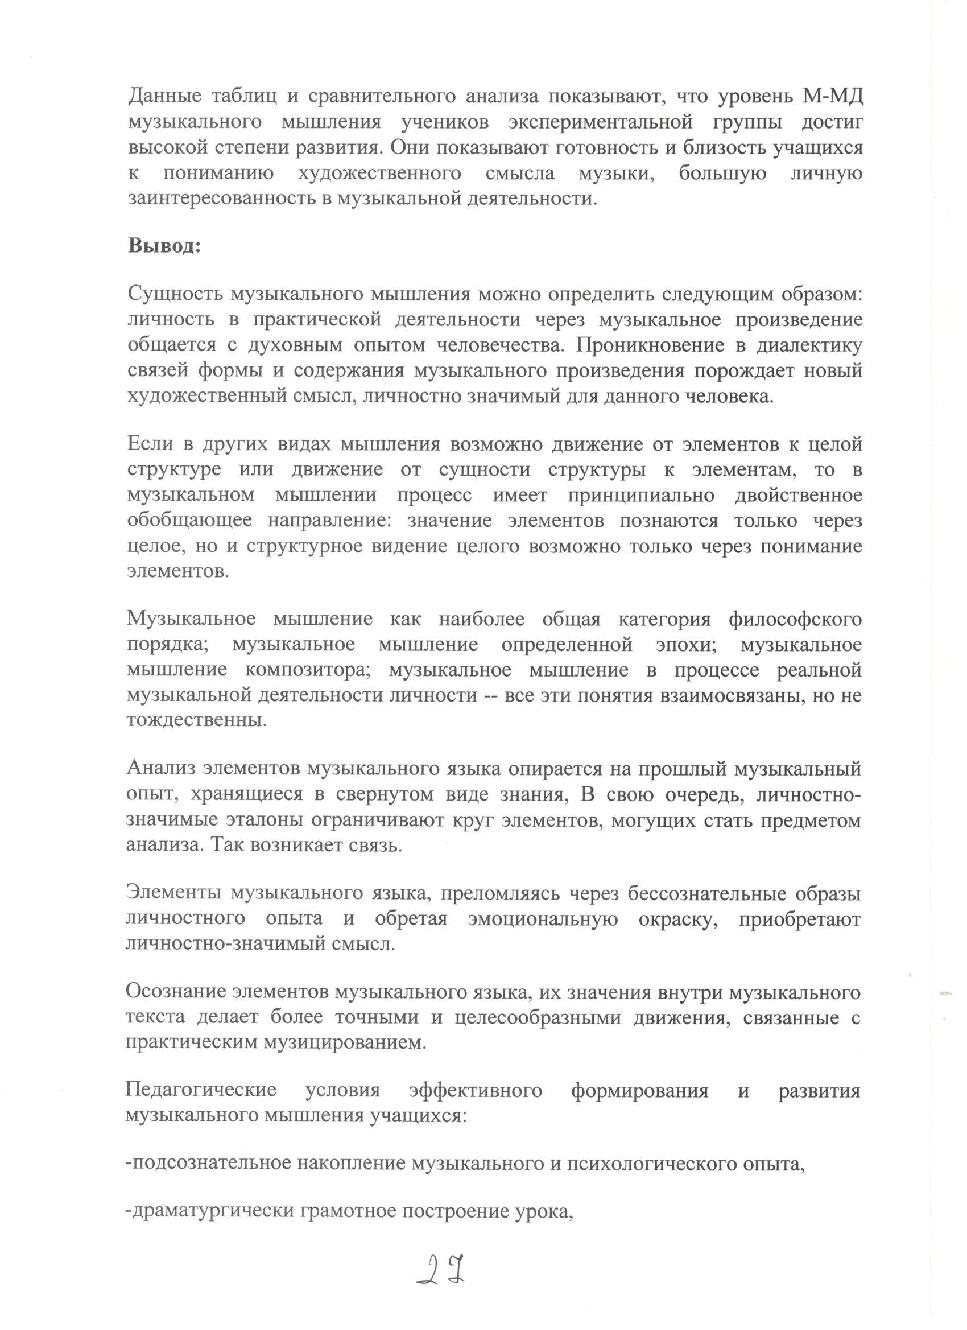 Данные таблиц и сравнительного анализа показывают, что уровень М-МД
музыкального мышления учеников экспериментальной группы достиг
высокой степени развития. Они показывают готовность и близость учащихся
к пониманию художественного смысла музыки, большую личную
заинтересованность в музыкальной деятельности.
Вывод:
Сущность музыкального мышления можно определить следующим образом:
личность в практической деятельности через музыкальное произведение
общается с духовным опытом человечества. Проникновение в диалектику
связей формы и содержания музыкального произведения порождает новый
художественный смысл, личностно значимый для данного человека.
Если в других видах мышления возможно движение от элементов к целой
структуре или движение от сущности структуры к элементам, то в
музыкальном мышлении процесс имеет принципиально двойственное
обобщающее направление: значение элементов познаются только через
целое, но и структурное видение целого возможно только через понимание
элементов.
Музыкальное мышление как наиболее общая категория философского
порядка; музыкальное мышление определенной эпохи; музыкальное
мышление композитора; музыкальное мышление в процессе реальной
музыкальной деятельности личности -- все эти понятия взаимосвязаны, но не
тождественны.
Анализ элементов музыкального языка опирается на прошлый музыкальный
опыт, хранящиеся в свернутом виде знания, В свою очередь, личностно-
значимые эталоны ограничивают круг элементов, могущих стать предметом
анализа. Так возникает связь.
Элементы музыкального языка, преломляясь через бессознательные образы
личностного опыта и обретая эмоциональную окраску, приобретают
личностно-значимый смысл.
Осознание элементов музыкального языка, их значения внутри музыкального
текста делает более точными и целесообразными движения, связанные с
практическим музицированием.
Педагогические условия эффективного формирования и развития
музыкального мышления учащихся:
-подсознательное накопление музыкального и психологического опыта,
-драматургически грамотное построение урока,
27